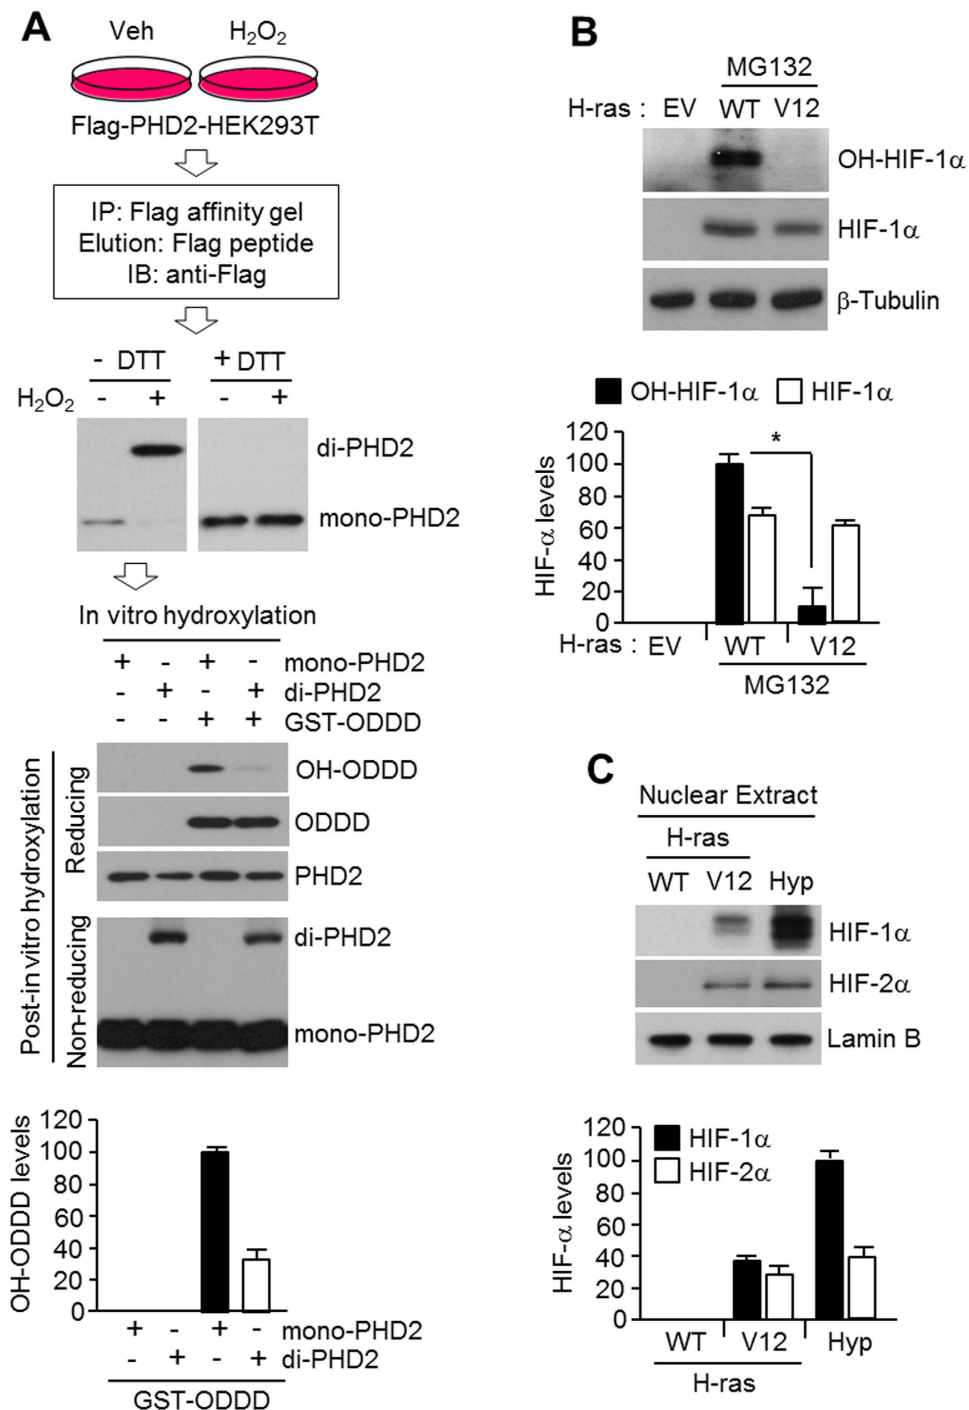 A
Veh H₂O₂
Flag-PHD2-HEK293T
IP: Flag affinity gel
Elution: Flag peptide
IB: anti-Flag
- DTT + DTT
H₂O₂ - + - +
di-PHD2
mono-PHD2
In vitro hydroxylation
+ - + - mono-PHD2
- + - + di-PHD2
- - + + GST-ODDD
Post-in vitro hydroxylation
Reducing
OH-ODDD
ODDD
PHD2
Non-reducing
di-PHD2
mono-PHD2
OH-ODDD levels
120
100
80
60
40
20
0
+ - + - mono-PHD2
- + - + di-PHD2
GST-ODDD
B
MG132
H-ras : EV WT V12
OH-HIF-1α
HIF-1α
β-Tubulin
OH-HIF-1α HIF-1α
HIF-α levels
120
100
80
60
40
20
0
*
H-ras : EV WT V12
MG132
C
Nuclear Extract
H-ras
WT V12 Hyp
HIF-1α
HIF-2α
Lamin B
HIF-1α
HIF-2α
HIF-α levels
120
100
80
60
40
20
0
WT V12 Hyp
H-ras